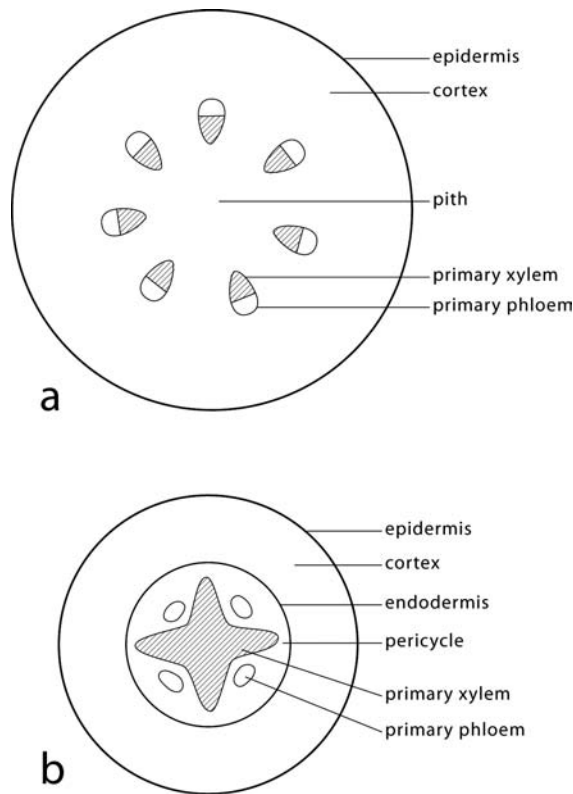 epidermis
cortex
pith
primary xylem
primary phloem
a
epidermis
cortex
endodermis
pericycle
primary xylem
primary phloem
b